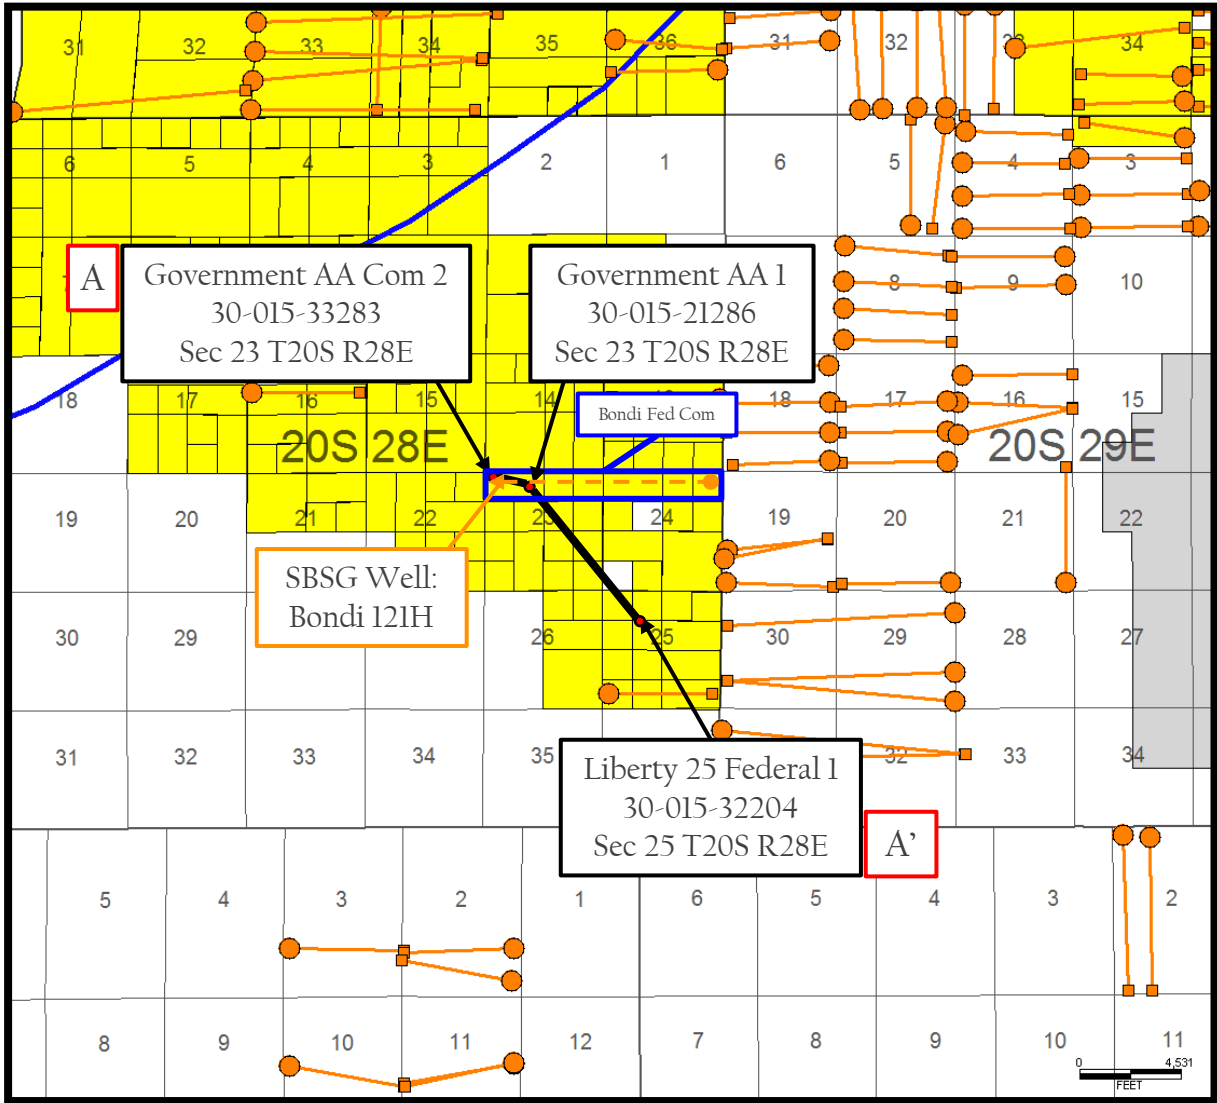 31 32 33 34 35 36 31 32 33 34
6 5 4 3 2 1 6 5 4 3
A
Government AA Com 2
30-015-33283
Sec 23 T20S R28E
Government AA 1
30-015-21286
Sec 23 T20S R28E
8 9 10
18 17 16 15 14 18 17 16 15
Bondi Fed Com
20S 28E 20S 29E
19 20 21 22 23 24 19 20 21 22
SBSG Well:
Bondi 121H
30 29 26 25 30 29 28 27
31 32 33 34 35 32 33 34
Liberty 25 Federal 1
30-015-32204
Sec 25 T20S R28E
A'
5 4 3 2 1 6 5 4 3 2
8 9 10 11 12 7 8 9 10 11
0 4,531
FEET